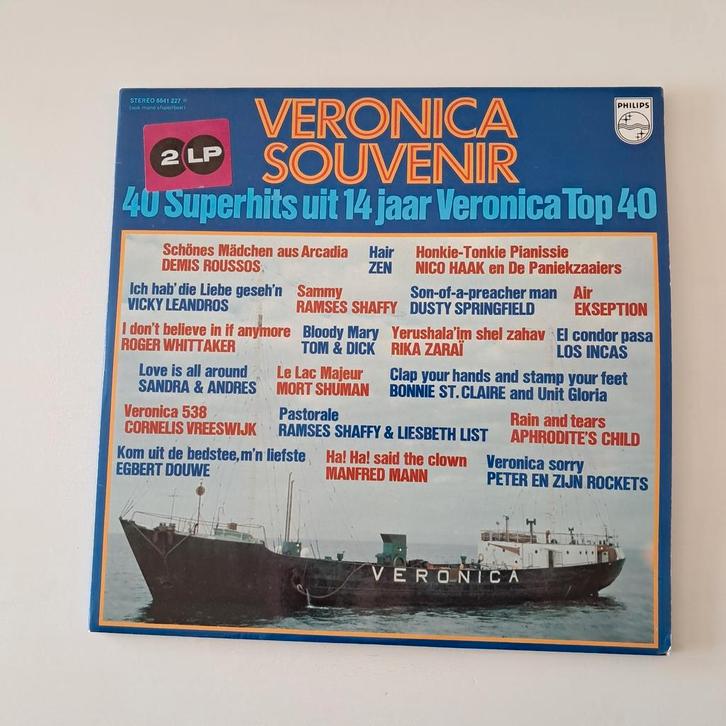 STEREO 6641 227
(ook mono afspeelbaar)
VERONICA
SOUVENIR
PHILIPS
2 LP
40 Superhits uit 14 jaar Veronica Top 40
Schönes Mädchen aus Arcadia
DEMIS ROUSSOS
Hair
ZEN
Honkie-Tonkie Pianissie
NICO HAAK en De Paniekzaaiers
Ich hab' die Liebe geseh'n
VICKY LEANDROS
Sammy
RAMSES SHAFFY
Son-of-a-preacher man
DUSTY SPRINGFIELD
Air
EKSEPTION
I don't believe in if anymore
ROGER WHITTAKER
Bloody Mary
TOM & DICK
Yerushala'im shel zahav
RIKA ZARAÏ
El condor pasa
LOS INCAS
Love is all around
SANDRA & ANDRES
Le Lac Majeur
MORT SHUMAN
Clap your hands and stamp your feet
BONNIE ST. CLAIRE and Unit Gloria
Veronica 538
CORNELIS VREESWIJK
Pastorale
RAMSES SHAFFY & LIESBETH LIST
Rain and tears
APHRODITE'S CHILD
Kom uit de bedstee, m'n liefste
EGBERT DOUWE
Ha! Ha! said the clown
MANFRED MANN
Veronica sorry
PETER EN ZIJN ROCKETS
VERONICA